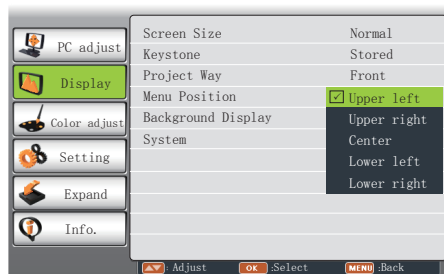 PC adjust
Display
Color adjust
Setting
Expand
Info.
Screen Size Normal
Keystone Stored
Project Way Front
Menu Position Upper left
Background Display Upper right
System Center
Lower left
Lower right
: Adjust OK :Select MENU :Back